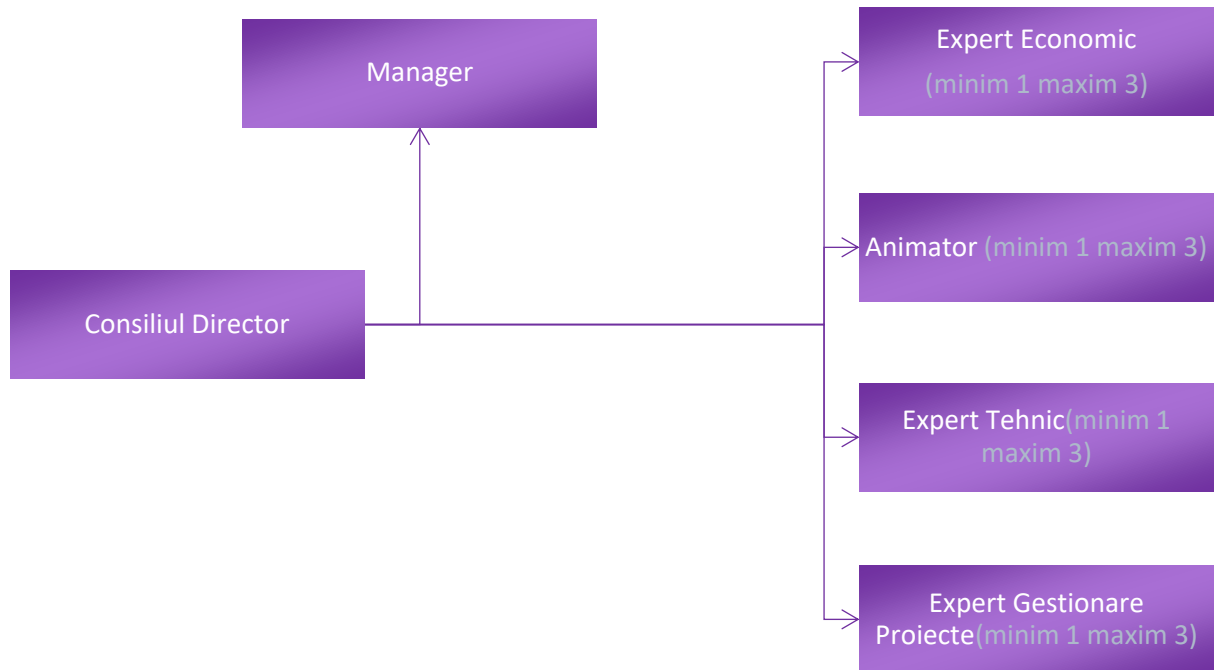 Manager
Expert Economic
(minim 1 maxim 3)
Animator (minim 1 maxim 3)
Consiliul Director
Expert Tehnic(minim 1
maxim 3)
Expert Gestionare
Proiecte(minim 1 maxim 3)